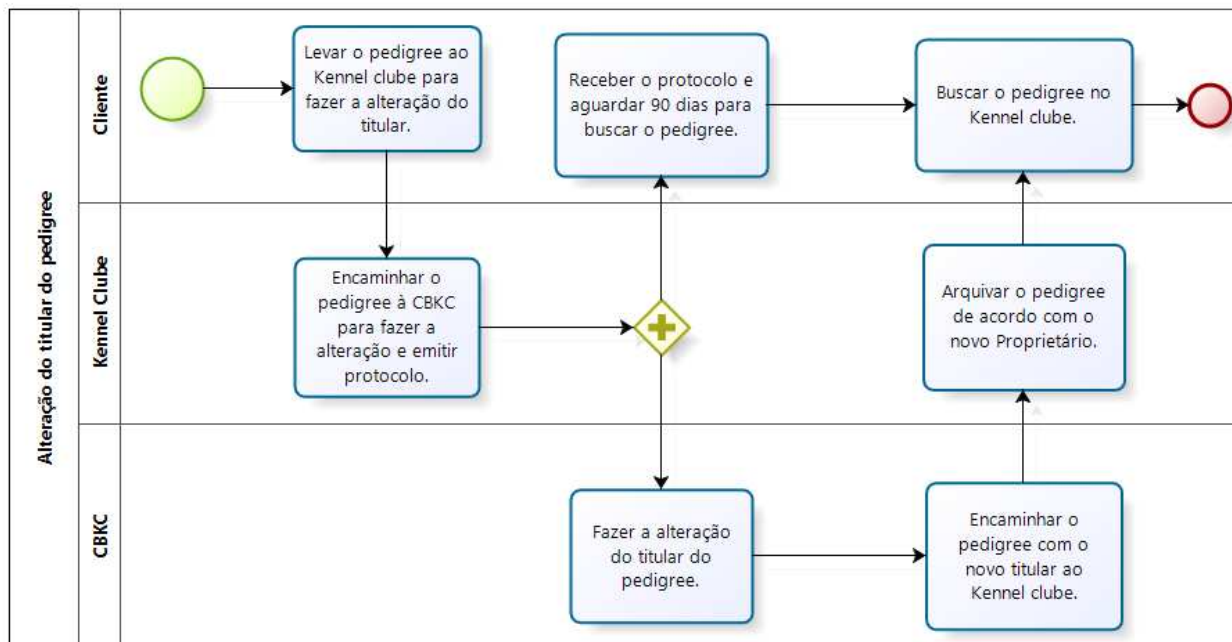 Alteração do titular do pedigree
Cliente
Levar o pedigree ao
Kennel clube para
fazer a alteração do
titular.
Receber o protocolo e
aguardar 90 dias para
buscar o pedigree.
Buscar o pedigree no
Kennel clube.
Kennel Clube
Encaminhar o
pedigree à CBKC
para fazer a
alteração e emitir
protocolo.
Arquivar o pedigree
de acordo com o
novo Proprietário.
CBKC
Fazer a alteração
do titular do
pedigree.
Encaminhar o
pedigree com o
novo titular ao
Kennel clube.